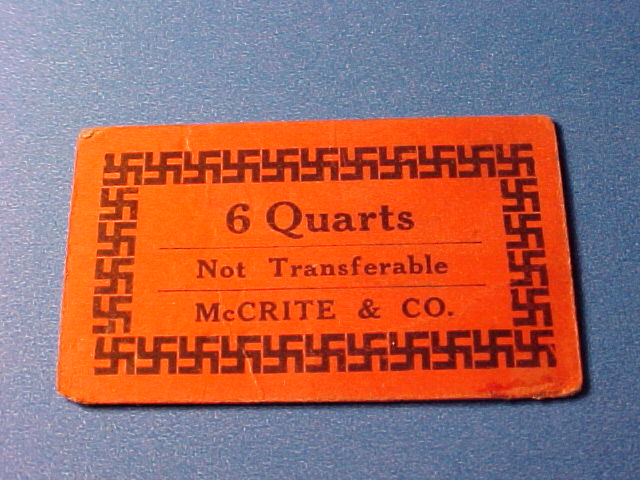 6 Quarts
Not Transferable
McCRITE & CO.